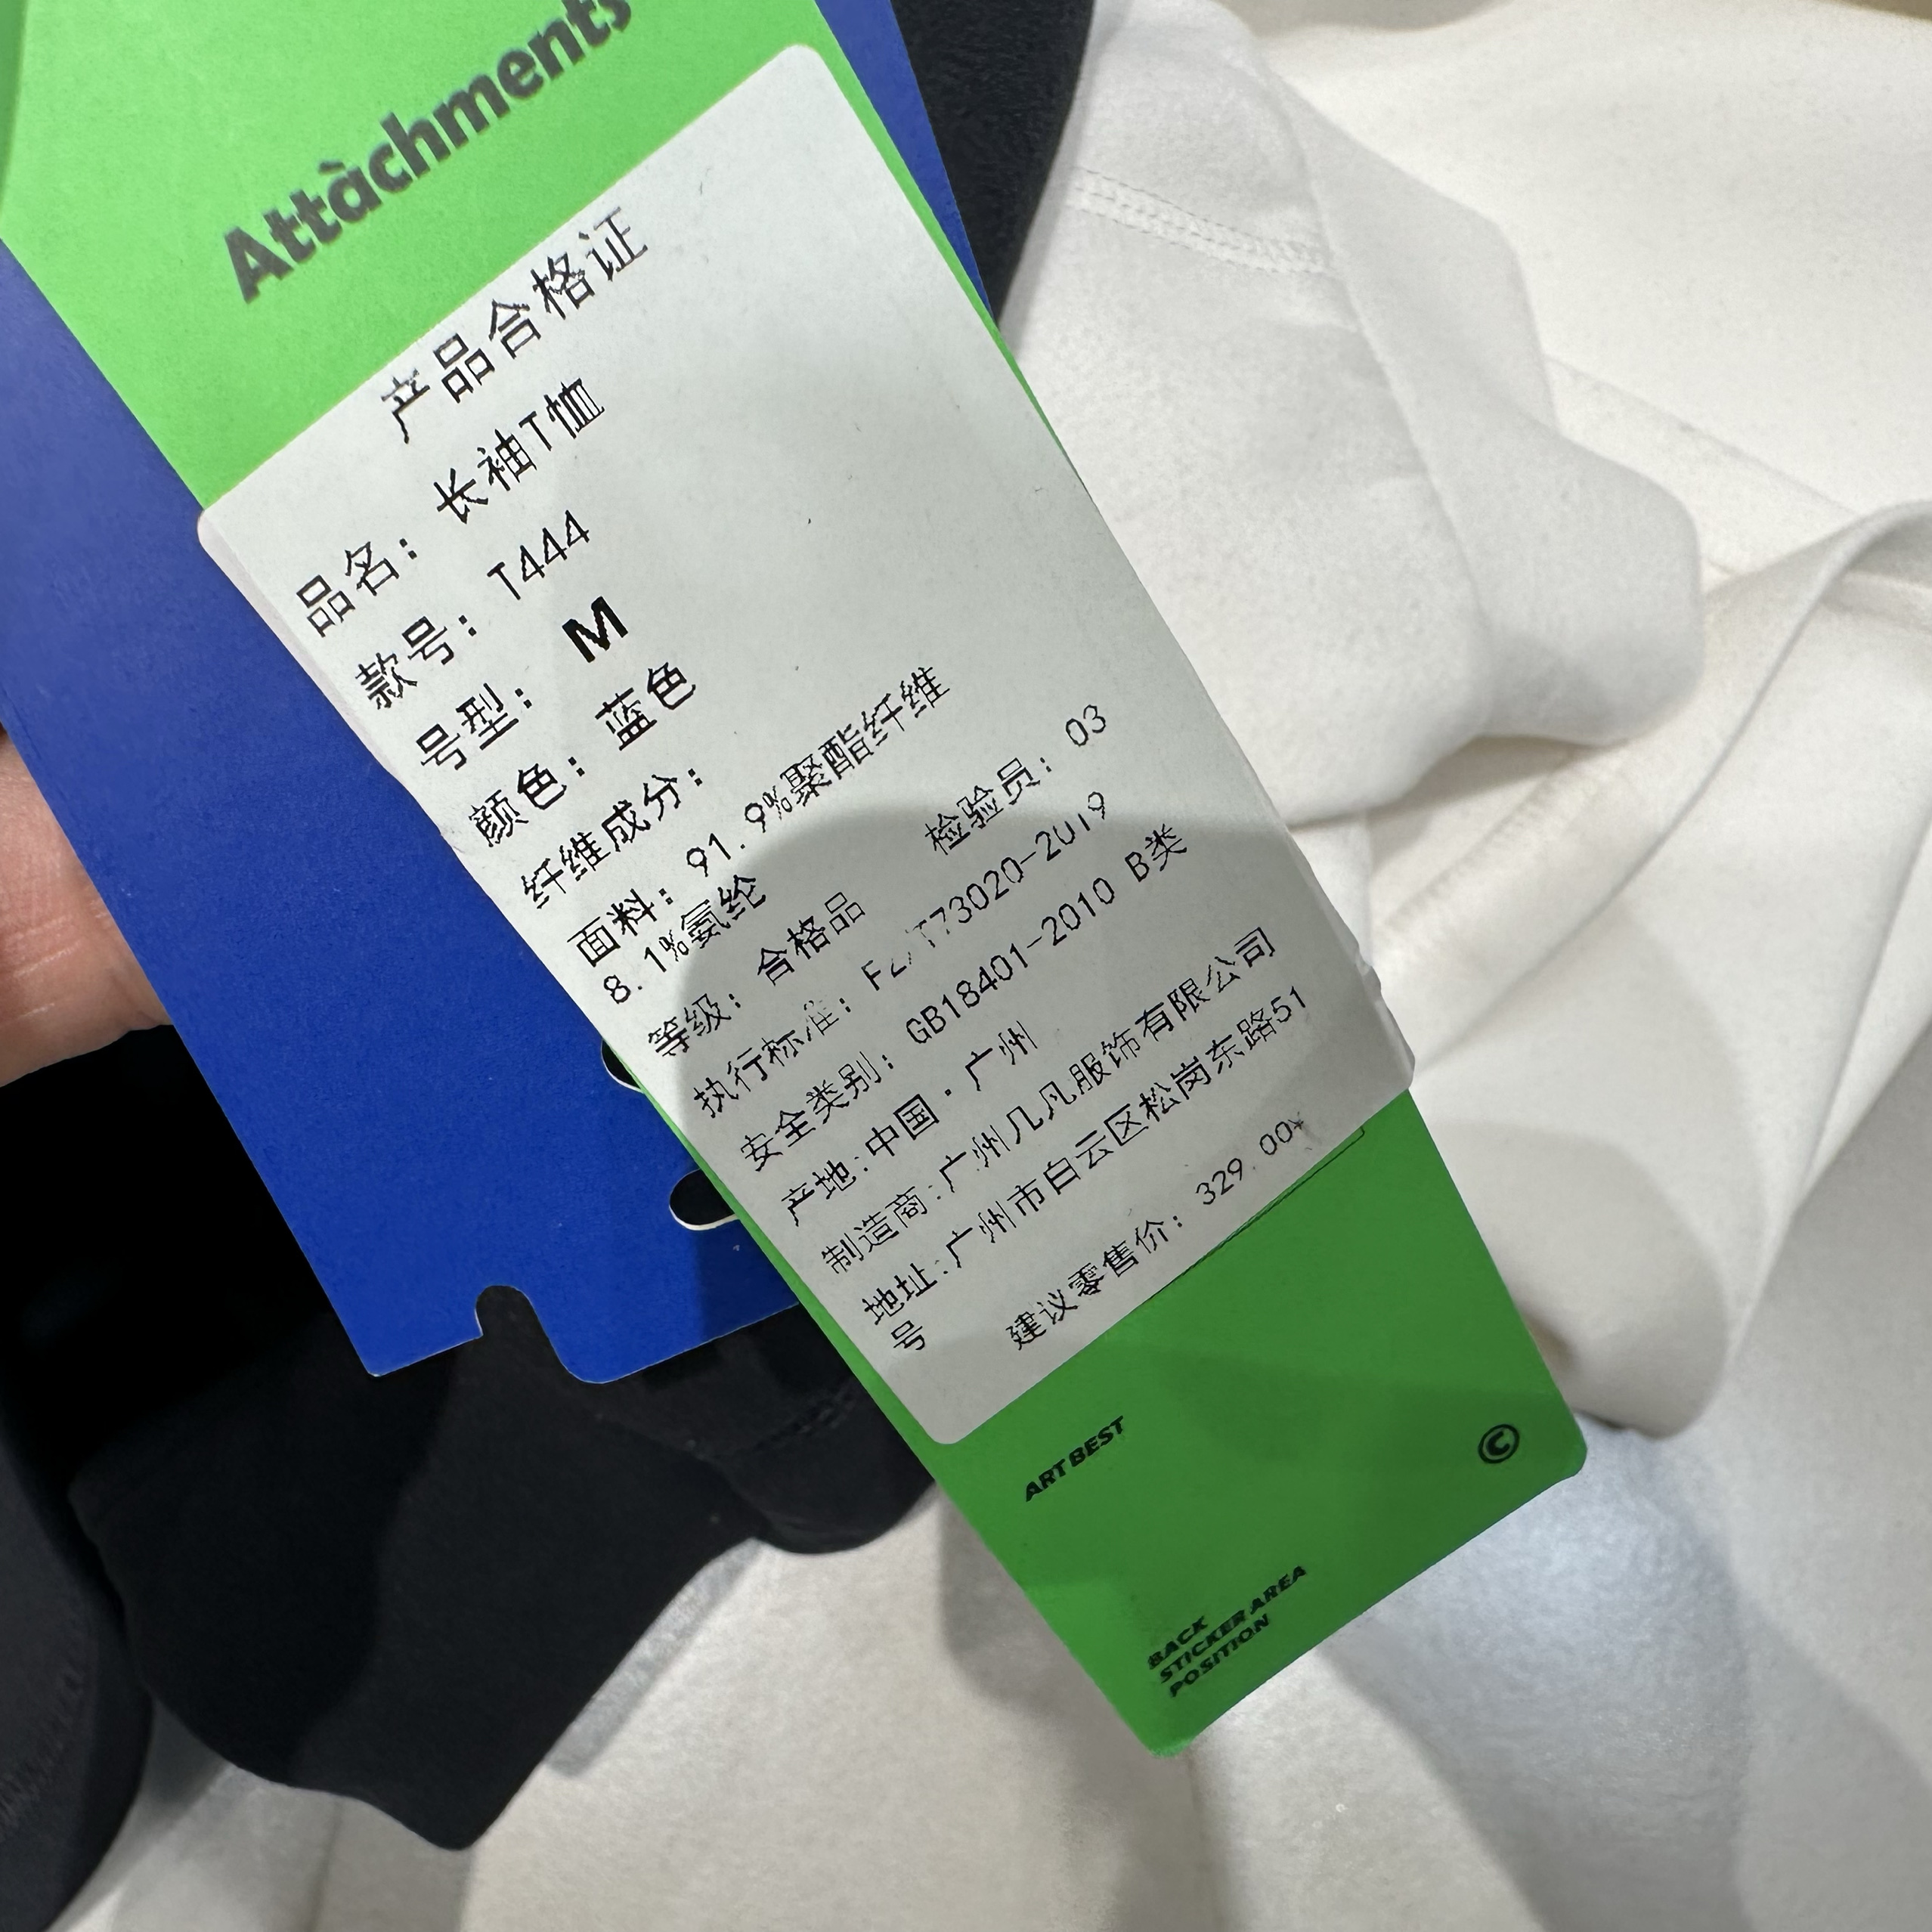 Attàchments
产品合格证
品名: 长袖T恤
款号: T444
号型: M
颜色: 蓝色
纤维成分:
面料: 91.9%聚酯纤维
8.1%氨纶
等级: 合格品 检验员: 03
执行标准: FZ/T73020-2019
安全类别: GB18401-2010 B类
产地:中国·广州
制造商:广州几凡服饰有限公司
地址:广州市白云区松岗东路51
号
建议零售价: 329.00¥
ART BEST
©
BACK
STICKER AREA
POSITION